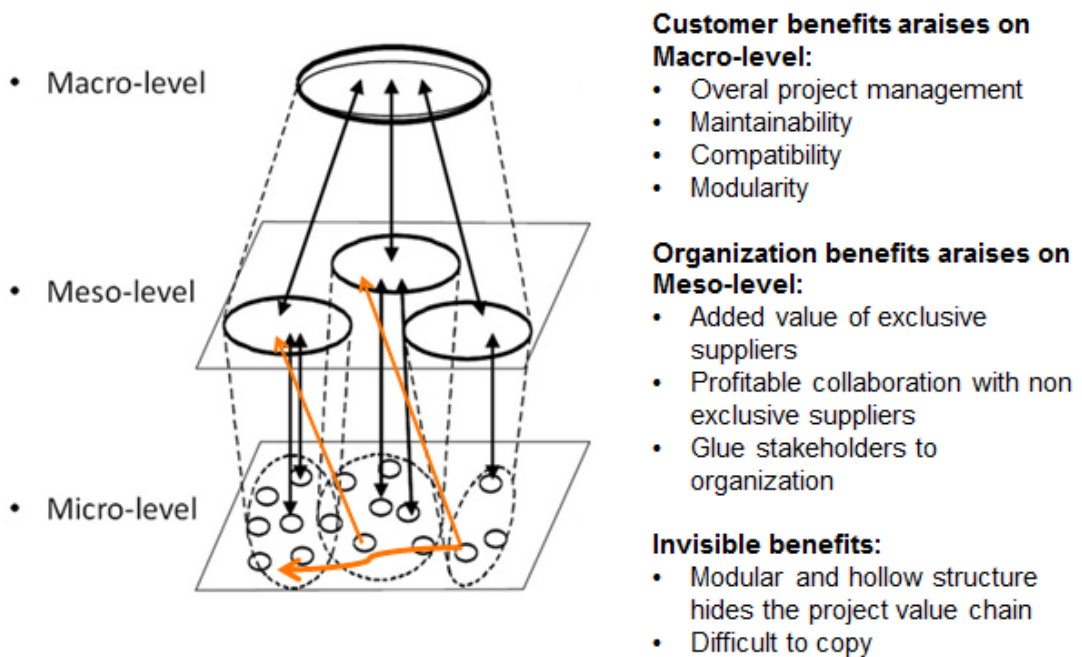 • Macro-level
• Meso-level
• Micro-level
Customer benefits araises on
Macro-level:
• Overal project management
• Maintainability
• Compatibility
• Modularity
Organization benefits araises on
Meso-level:
• Added value of exclusive
suppliers
• Profitable collaboration with non
exclusive suppliers
• Glue stakeholders to
organization
Invisible benefits:
• Modular and hollow structure
hides the project value chain
• Difficult to copy